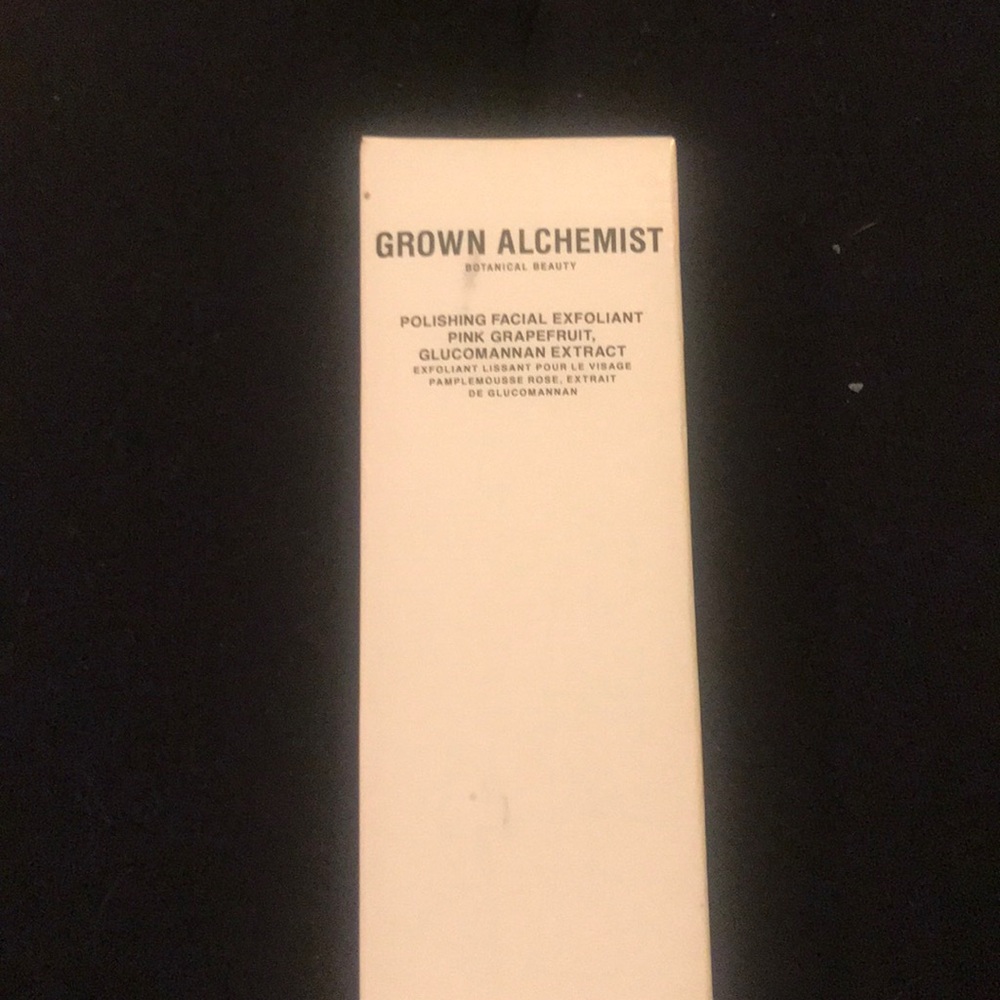 GROWN ALCHEMIST
BOTANICAL BEAUTY
POLISHING FACIAL EXFOLIANT
PINK GRAPEFRUIT,
GLUCOMANNAN EXTRACT
EXFOLIANT LISSANT POUR LE VISAGE
PAMPLEMOUSSE ROSE, EXTRAIT
DE GLUCOMANNAN